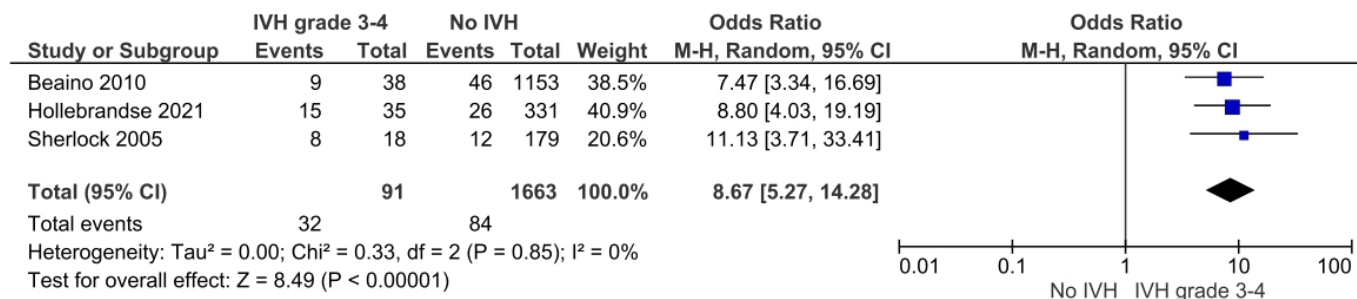 IVH grade 3-4 No IVH Odds Ratio Odds Ratio
Study or Subgroup Events Total Events Total Weight M-H, Random, 95% CI M-H, Random, 95% CI
Beaino 2010 9 38 46 1153 38.5% 7.47 [3.34, 16.69]
Hollebrandse 2021 15 35 26 331 40.9% 8.80 [4.03, 19.19]
Sherlock 2005 8 18 12 179 20.6% 11.13 [3.71, 33.41]
Total (95% CI) 91 1663 100.0% 8.67 [5.27, 14.28]
Total events 32 84
Heterogeneity: Tau² = 0.00; Chi² = 0.33, df = 2 (P = 0.85); I² = 0%
Test for overall effect: Z = 8.49 (P < 0.00001)
0.01 0.1 1 10 100
No IVH IVH grade 3-4